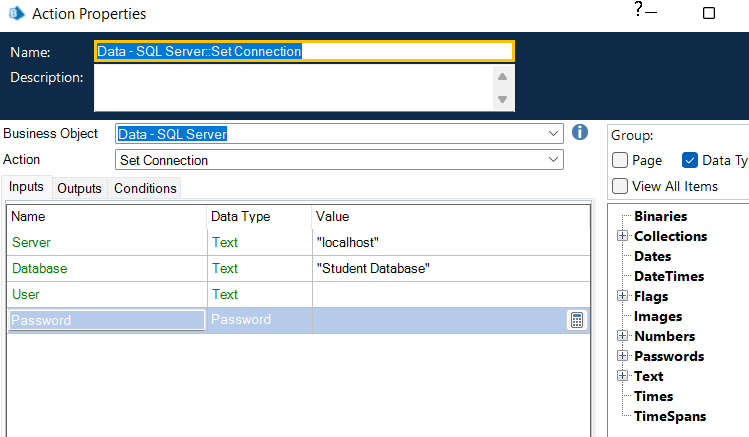 Action Properties
?
Name: Data - SQL Server::Set Connection
Description:
Business Object Data - SQL Server i
Action Set Connection
Inputs Outputs Conditions
Name Data Type Value
Server Text "localhost"
Database Text "Student Database"
User Text
Password Password
Group:
Page Data Ty
View All Items
Binaries
Collections
Dates
DateTimes
Flags
Images
Numbers
Passwords
Text
Times
TimeSpans